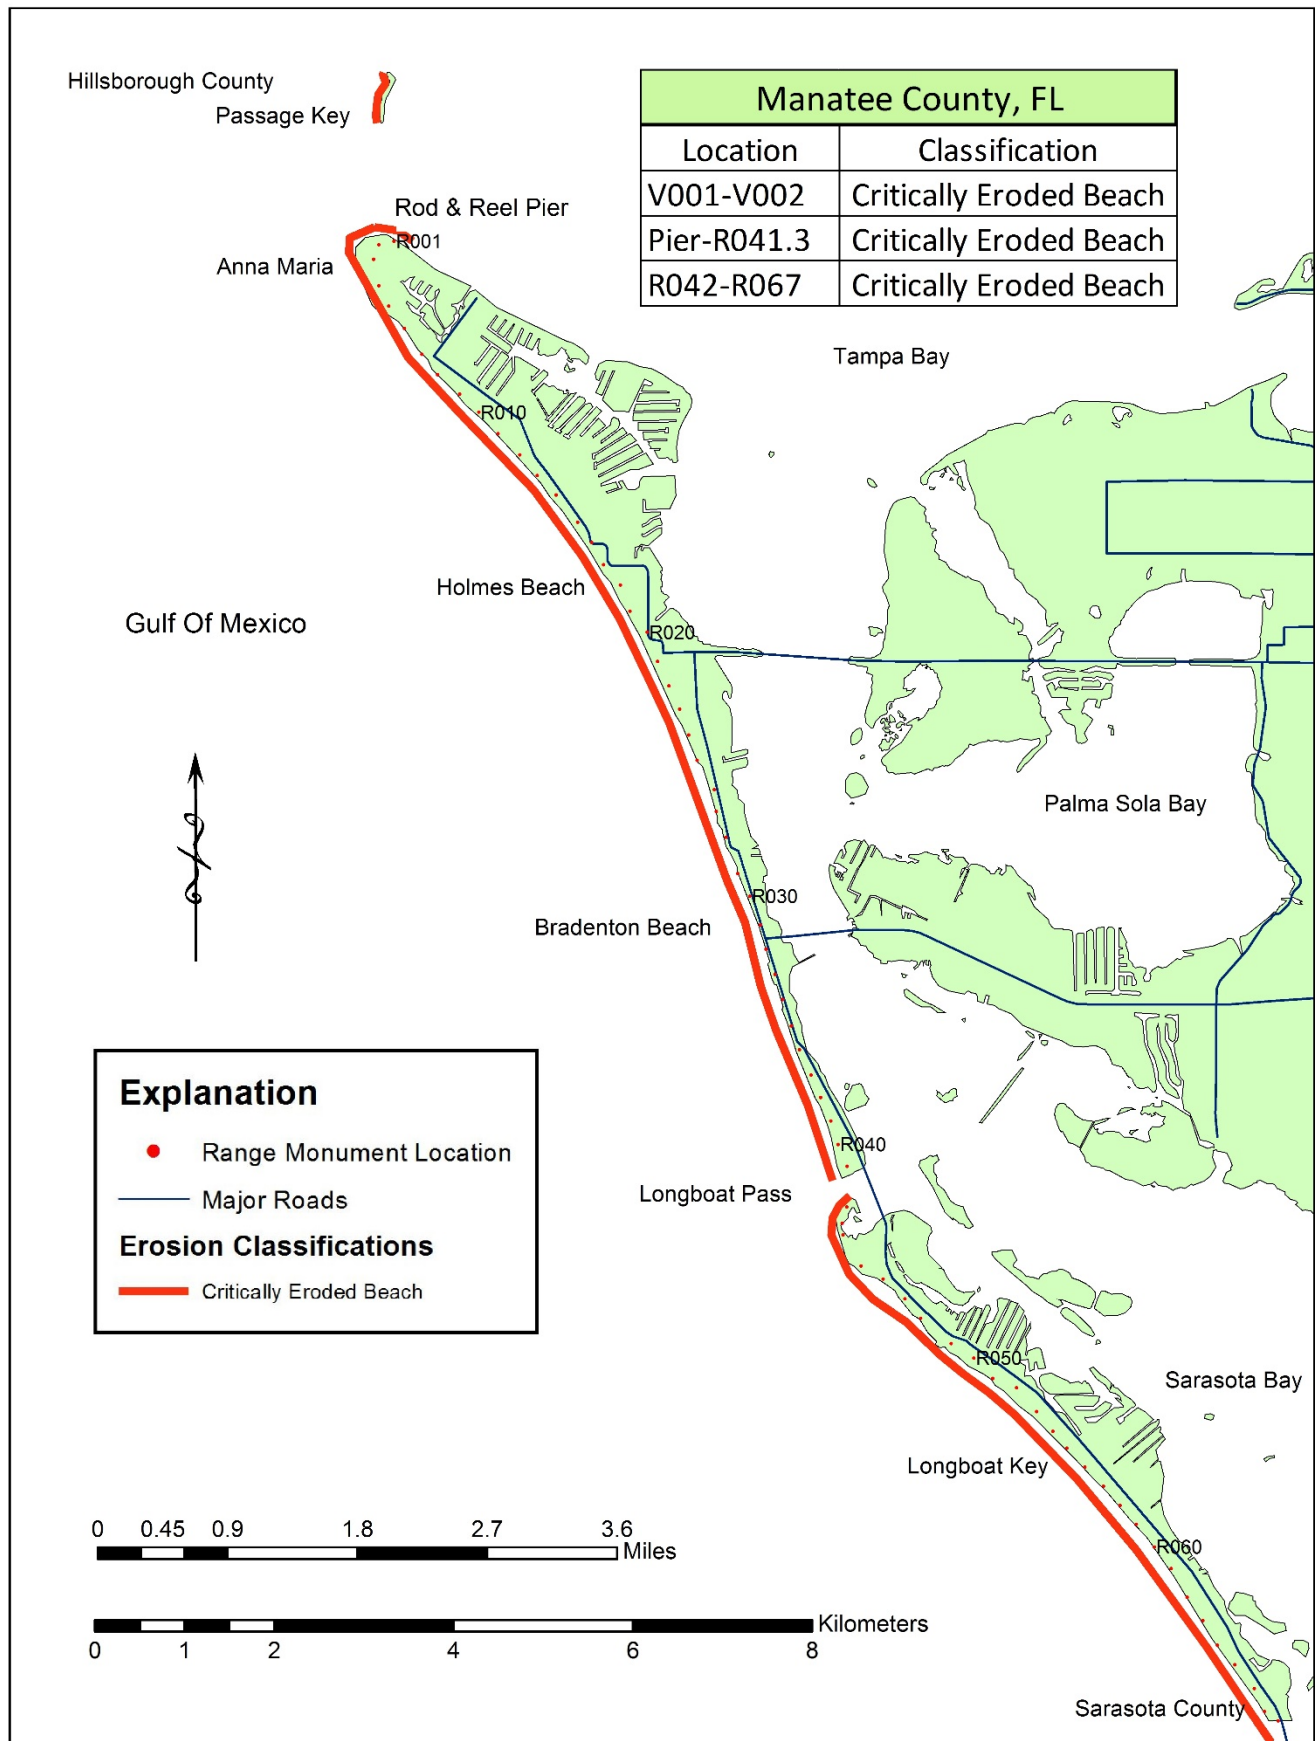 Hillsborough County
Passage Key
Manatee County, FL
Location Classification
V001-V002 Critically Eroded Beach
Pier-R041.3 Critically Eroded Beach
R042-R067 Critically Eroded Beach
Rod & Reel Pier
R001
Anna Maria
Tampa Bay
R010
Holmes Beach
Gulf Of Mexico
R020
Palma Sola Bay
R030
Bradenton Beach
R040
Longboat Pass
Explanation
Range Monument Location
Major Roads
Erosion Classifications
Critically Eroded Beach
R050
Sarasota Bay
Longboat Key
R060
0 0.45 0.9 1.8 2.7 3.6
Miles
Kilometers
0 1 2 4 6 8
Sarasota County